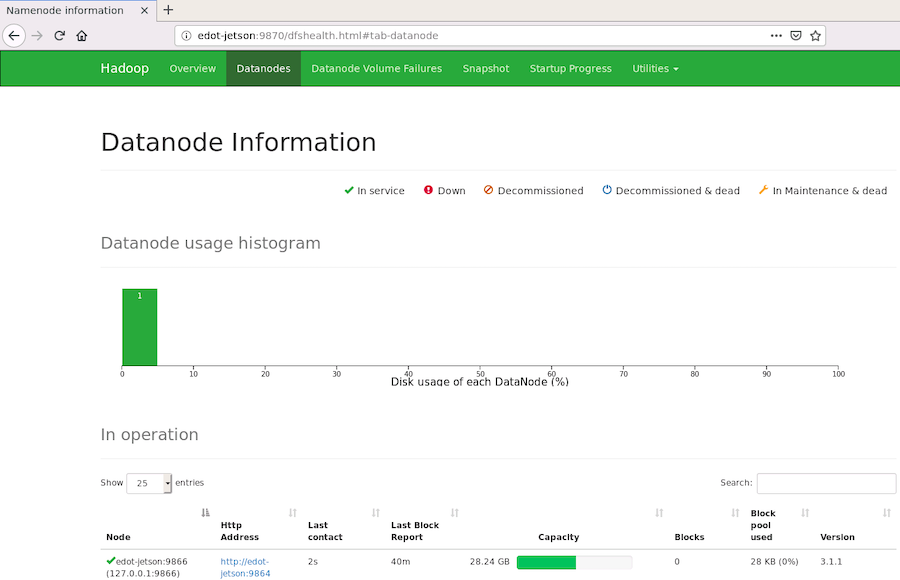 Namenode information
edot-jetson:9870/dfshealth.html#tab-datanode
Hadoop Overview Datanodes Datanode Volume Failures Snapshot Startup Progress Utilities
Datanode Information
In service Down Decommissioned Decommissioned & dead In Maintenance & dead
Datanode usage histogram
1
0 10 20 30 40 50 60 70 80 90 100
Disk usage of each DataNode (%)
In operation
Show 25 entries Search:
Node Http Address Last contact Last Block Report Capacity Blocks Block pool used Version
edot-jetson:9866 http://edot- 2s 40m 28.24 GB 0 28 KB (0%) 3.1.1
(127.0.0.1:9866) jetson:9864